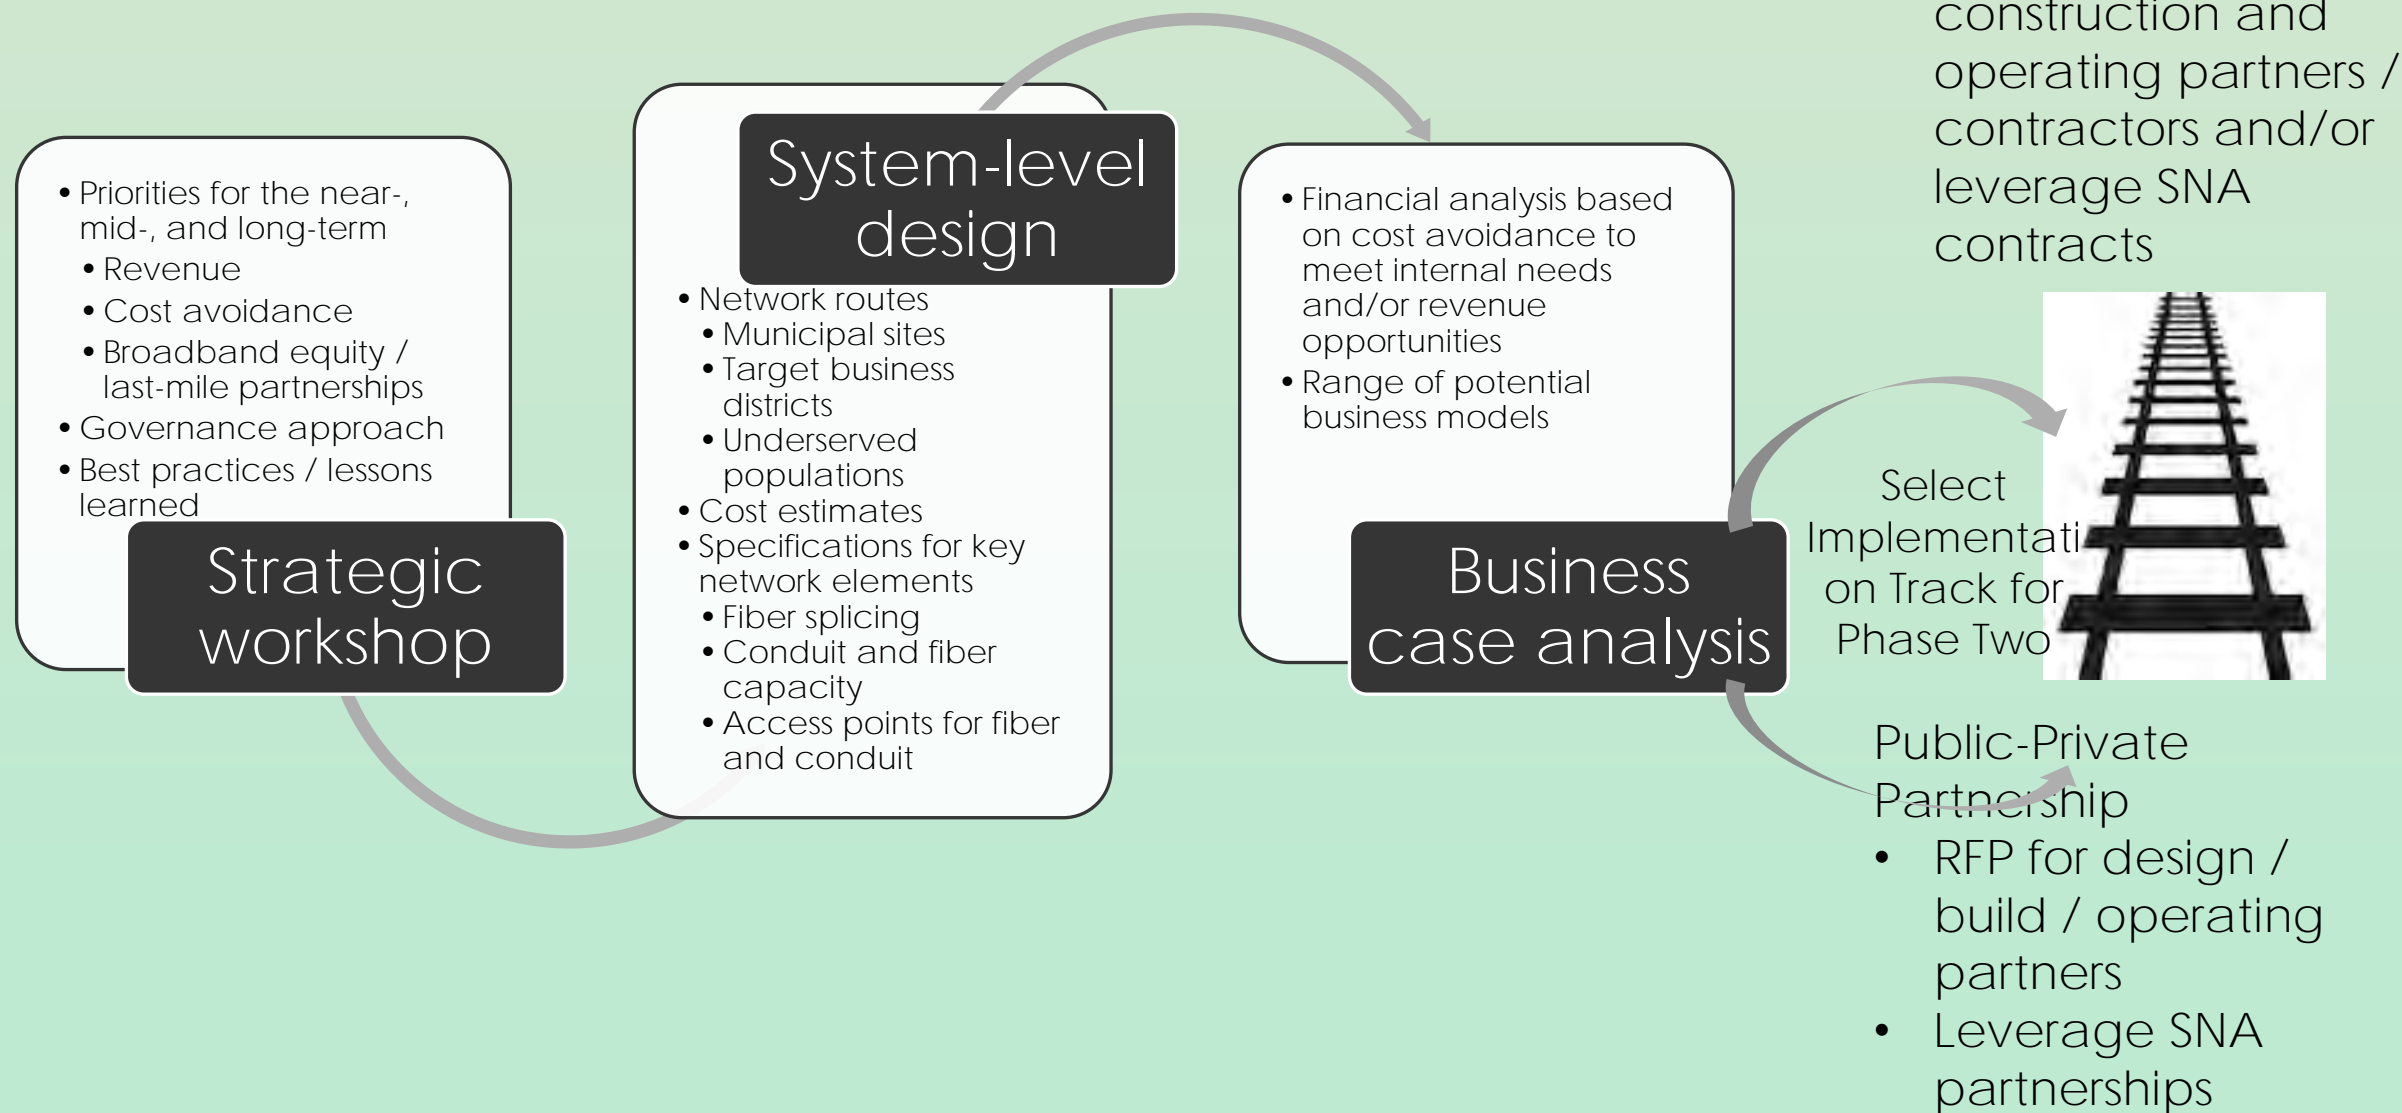 • Priorities for the near-,
mid-, and long-term
• Revenue
• Cost avoidance
• Broadband equity /
last-mile partnerships
• Governance approach
• Best practices / lessons
learned
Strategic
workshop
System-level
design
• Network routes
• Municipal sites
• Target business
districts
• Underserved
populations
• Cost estimates
• Specifications for key
network elements
• Fiber splicing
• Conduit and fiber
capacity
• Access points for fiber
and conduit
• Financial analysis based
on cost avoidance to
meet internal needs
and/or revenue
opportunities
• Range of potential
business models
Business
case analysis
construction and
operating partners /
contractors and/or
leverage SNA
contracts
Select
Implementati
on Track for
Phase Two
Public-Private
Partnership
• RFP for design /
build / operating
partners
• Leverage SNA
partnerships